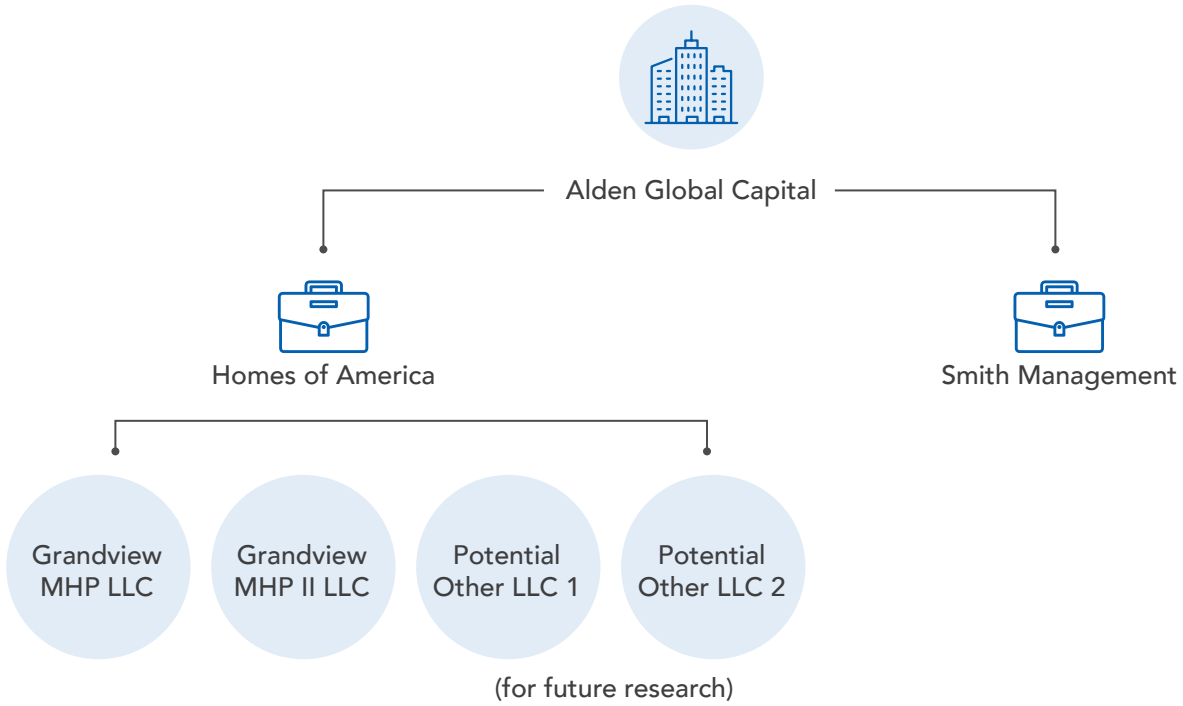 Alden Global Capital
Homes of America
Smith Management
Grandview
MHP LLC
Grandview
MHP II LLC
Potential
Other LLC 1
Potential
Other LLC 2
(for future research)